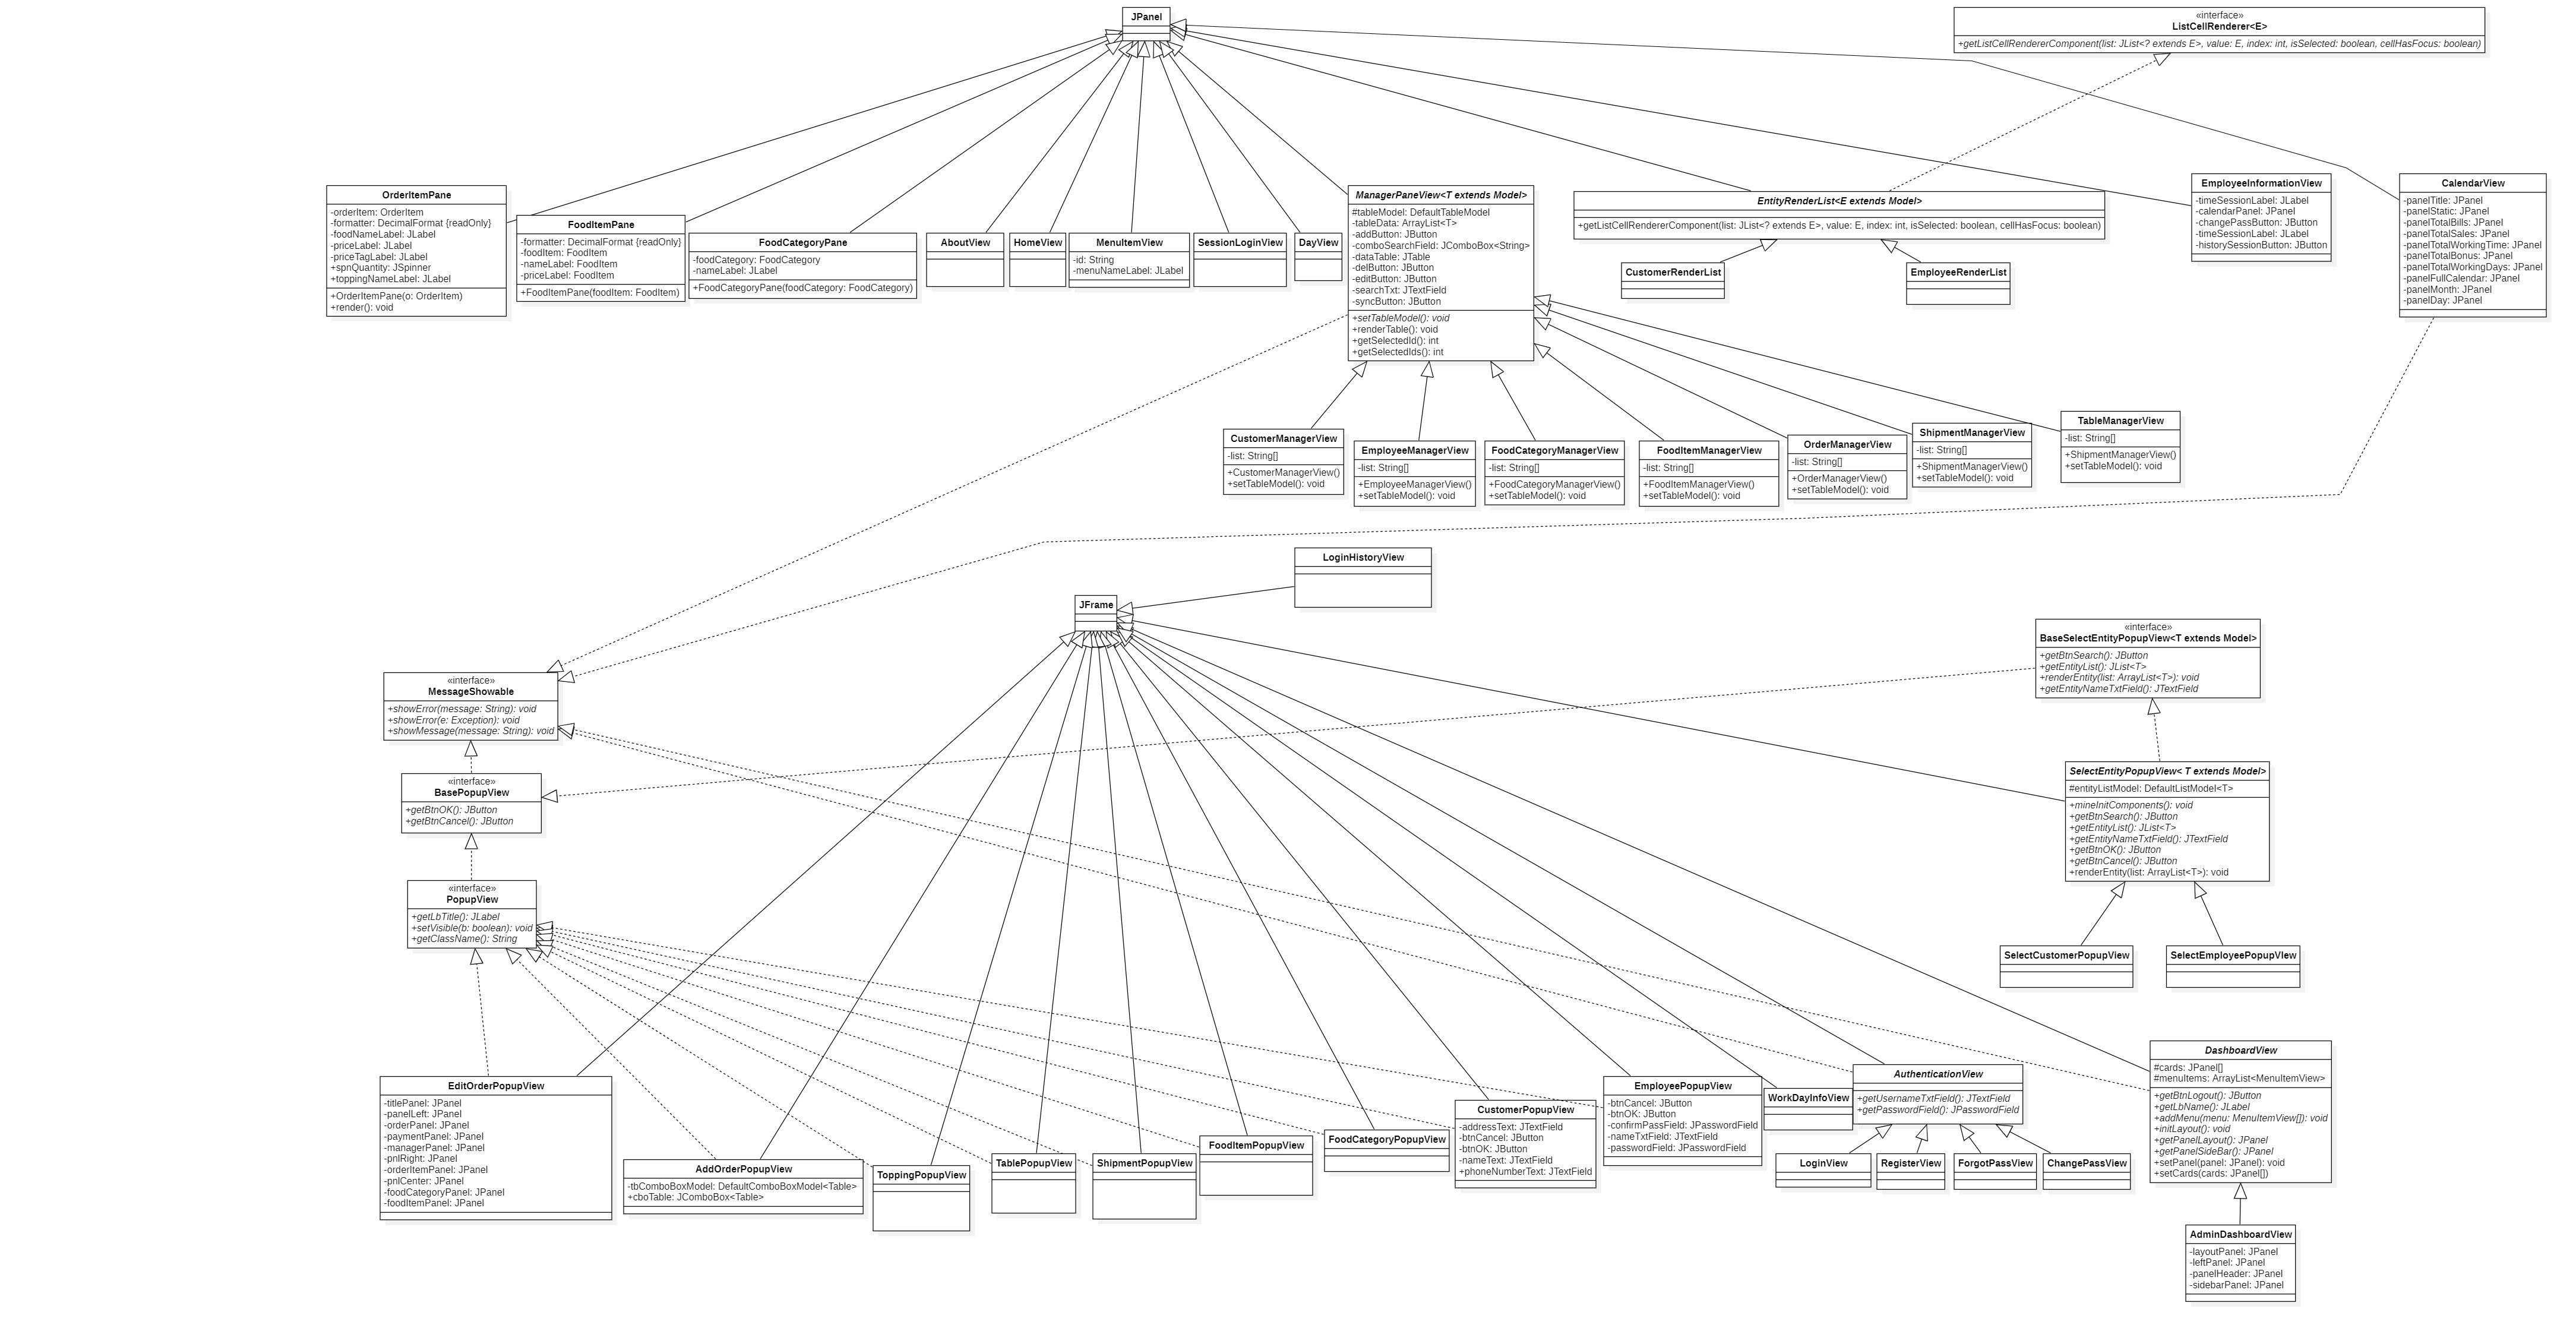 JPanel
«interface»
ListCellRenderer<E>
+getListCellRendererComponent(list: JList<? extends E>, value: E, index: int, isSelected: boolean, cellHasFocus: boolean)
OrderItemPane
-orderItem: OrderItem
-formatter: DecimalFormat {readOnly}
-foodNameLabel: JLabel
-priceLabel: JLabel
-priceTagLabel: JLabel
+spnQuantity: JSpinner
+toppingNameLabel: JLabel
+OrderItemPane(o: OrderItem)
+render(): void
FoodItemPane
-formatter: DecimalFormat {readOnly}
-foodItem: FoodItem
-nameLabel: FoodItem
-priceLabel: FoodItem
+FoodItemPane(foodItem: FoodItem)
FoodCategoryPane
-foodCategory: FoodCategory
-nameLabel: JLabel
+FoodCategoryPane(foodCategory: FoodCategory)
AboutView
HomeView
MenuItemView
-id: String
-menuNameLabel: JLabel
SessionLoginView
DayView
ManagerPaneView<T extends Model>
#tableModel: DefaultTableModel
-tableData: ArrayList<T>
-addButton: JButton
-comboSearchField: JComboBox<String>
-dataTable: JTable
-delButton: JButton
-editButton: JButton
-searchTxt: JTextField
-syncButton: JButton
+setTableModel(): void
+renderTable(): void
+getSelectedId(): int
+getSelectedIds(): int
EntityRenderList<E extends Model>
+getListCellRendererComponent(list: JList<? extends E>, value: E, index: int, isSelected: boolean, cellHasFocus: boolean)
CustomerRenderList
EmployeeRenderList
EmployeeInformationView
-timeSessionLabel: JLabel
-calendarPanel: JPanel
-changePassButton: JButton
-timeSessionLabel: JLabel
-historySessionButton: JButton
CalendarView
-panelTitle: JPanel
-panelStatic: JPanel
-panelTotalBills: JPanel
-panelTotalSales: JPanel
-panelTotalWorkingTime: JPanel
-panelTotalBonus: JPanel
-panelTotalWorkingDays: JPanel
-panelFullCalendar: JPanel
-panelMonth: JPanel
-panelDay: JPanel
CustomerManagerView
-list: String[]
+CustomerManagerView()
+setTableModel(): void
EmployeeManagerView
-list: String[]
+EmployeeManagerView()
+setTableModel(): void
FoodCategoryManagerView
-list: String[]
+FoodCategoryManagerView()
+setTableModel(): void
FoodItemManagerView
-list: String[]
+FoodItemManagerView()
+setTableModel(): void
OrderManagerView
-list: String[]
+OrderManagerView()
+setTableModel(): void
ShipmentManagerView
-list: String[]
+ShipmentManagerView()
+setTableModel(): void
TableManagerView
-list: String[]
+ShipmentManagerView()
+setTableModel(): void
LoginHistoryView
JFrame
«interface»
BaseSelectEntityPopupView<T extends Model>
+getBtnSearch(): JButton
+getEntityList(): JList<T>
+renderEntity(list: ArrayList<T>): void
+getEntityNameTxtField(): JTextField
«interface»
MessageShowable
+showError(message: String): void
+showError(e: Exception): void
+showMessage(message: String): void
«interface»
BasePopupView
+getBtnOK(): JButton
+getBtnCancel(): JButton
«interface»
PopupView
+getLbTitle(): JLabel
+setVisible(b: boolean): void
+getClassName(): String
SelectEntityPopupView< T extends Model>
#entityListModel: DefaultListModel<T>
+mineInitComponents(): void
+getBtnSearch(): JButton
+getEntityList(): JList<T>
+getEntityNameTxtField(): JTextField
+getBtnOK(): JButton
+getBtnCancel(): JButton
+renderEntity(list: ArrayList<T>): void
SelectCustomerPopupView
SelectEmployeePopupVIew
EditOrderPopupView
-titlePanel: JPanel
-panelLeft: JPanel
-orderPanel: JPanel
-paymentPanel: JPanel
-managerPanel: JPanel
-pnlRight: JPanel
-orderItemPanel: JPanel
-pnlCenter: JPanel
-foodCategoryPanel: JPanel
-foodItemPanel: JPanel
AddOrderPopupView
-tbComboBoxModel: DefaultComboBoxModel<Table>
+cboTable: JComboBox<Table>
ToppingPopupView
TablePopupView
ShipmentPopupView
FoodItemPopupView
FoodCategoryPopupView
CustomerPopupView
-addressText: JTextField
-btnCancel: JButton
-btnOK: JButton
-nameText: JTextField
+phoneNumberText: JTextField
EmployeePopupView
-btnCancel: JButton
-btnOK: JButton
-confirmPassField: JPasswordField
-nameTxtField: JTextField
-passwordField: JPasswordField
WorkDayInfoView
AuthenticationView
+getUsernameTxtField(): JTextField
+getPasswordField(): JPasswordField
LoginView
RegisterView
ForgotPassView
ChangePassView
DashboardView
#cards: JPanel[]
#menuItems: ArrayList<MenuItemView>
+getBtnLogout(): JButton
+getLbName(): JLabel
+addMenu(menu: MenuItemView[]): void
+initLayout(): void
+getPanelLayout(): JPanel
+getPanelSideBar(): JPanel
+setPanel(panel: JPanel): void
+setCards(cards: JPanel[])
AdminDashboardView
-layoutPanel: JPanel
-leftPanel: JPanel
-panelHeader: JPanel
-sidebarPanel: JPanel